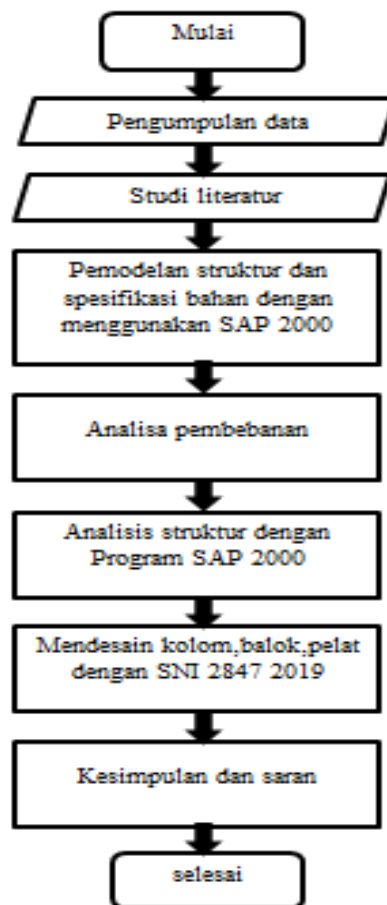 Mulai
Pengumpulan data
Studi literatur
Pemodelan struktur dan
spesifikasi bahan dengan
menggunakan SAP 2000
Analisa pembebanan
Analisis struktur dengan
Program SAP 2000
Mendesain kolom,balok,pelat
dengan SNI 2847 2019
Kesimpulan dan saran
selesai